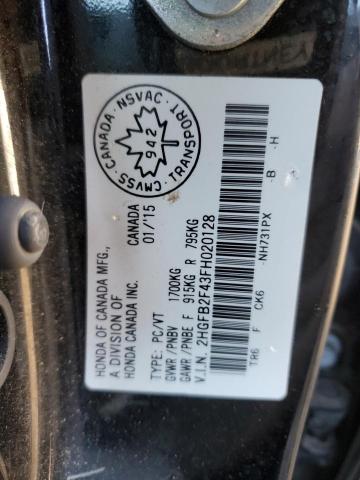 HONDA OF CANADA MFG.,
A DIVISION OF
HONDA CANADA INC.
CANADA
01/'15
TYPE: PC/VT
GVWR/PNBV 1700KG
GAWR/PNBE F 915KG R 795KG
V.I.N. 2HGFB2F43FH020128
TR6 F CK6 -NH731PX -B -H
CANADA · NSVAC · TRANSPORT · CMVSS ·
942